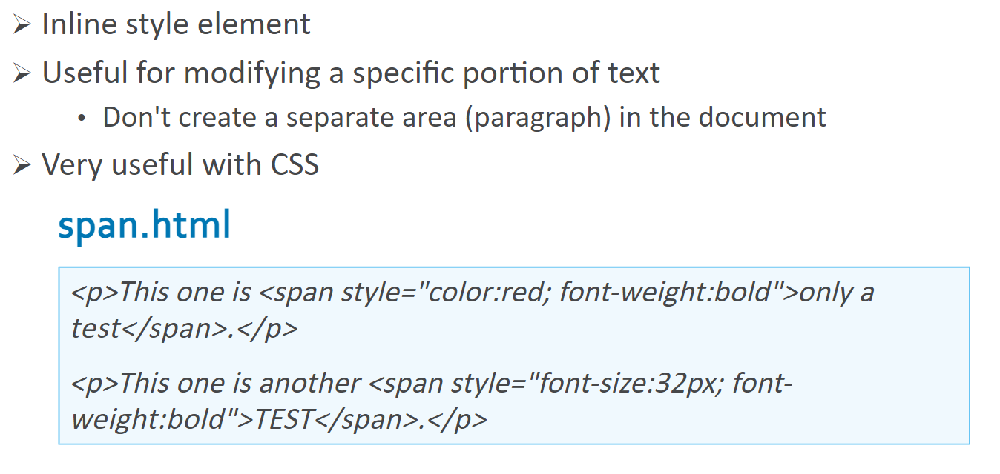 ➢ Inline style element
➢ Useful for modifying a specific portion of text
• Don't create a separate area (paragraph) in the document
➢ Very useful with CSS
span.html
<p>This one is <span style="color:red; font-weight:bold">only a
test</span>.</p>
<p>This one is another <span style="font-size:32px; font-
weight:bold">TEST</span>.</p>